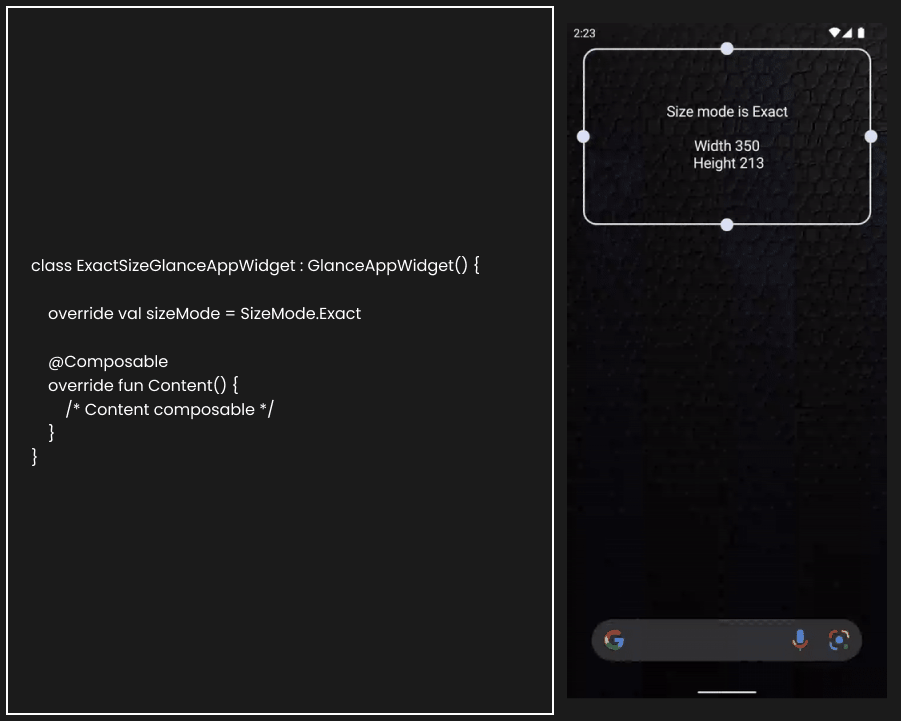 class ExactSizeGlanceAppWidget : GlanceAppWidget() {
override val sizeMode = SizeMode.Exact
@Composable
override fun Content() {
/* Content composable */
}
}
2:23
Size mode is Exact
Width 350
Height 213